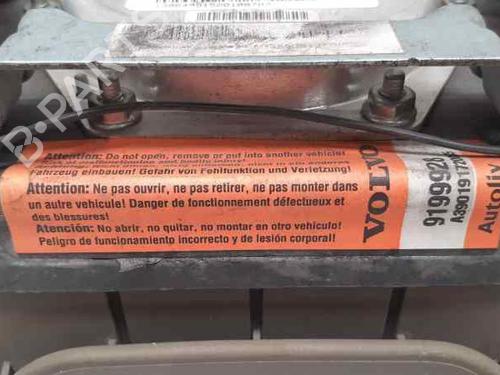 Attention: Do not open, remove or put into another vehicle!
Fahrzeug einbauen! Gefahr von Fehlfunktion und Verletzung!
Attention: Ne pas ouvrir, ne pas retirer, ne pas monter dans
un autre véhicule! Danger de fonctionnement défectueux et
des blessures!
Atención: No abrir, no quitar, no montar en otro vehículo!
Peligro de funcionamiento incorrecto y de lesión corporal!
VOLVO
Autoliv
B-PARTS